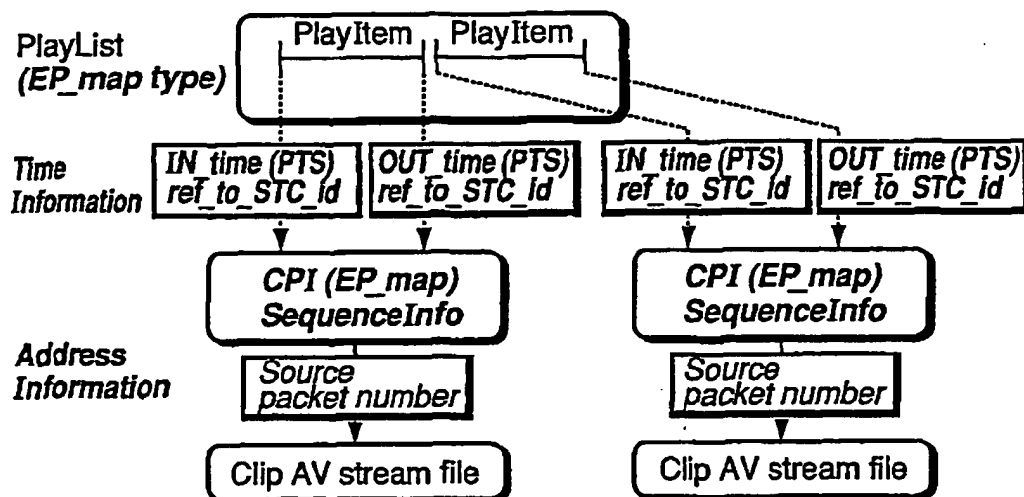 PlayItem PlayItem
PlayList
(EP_map type)
Time
Information
IN_time (PTS)
ref_to_STC_id
OUT_time (PTS)
ref_to_STC_id
IN_time (PTS)
ref_to_STC_id
OUT_time (PTS)
ref_to_STC_id
CPI (EP_map)
SequenceInfo
CPI (EP_map)
SequenceInfo
Address
Information
Source
packet number
Source
packet number
Clip AV stream file
Clip AV stream file